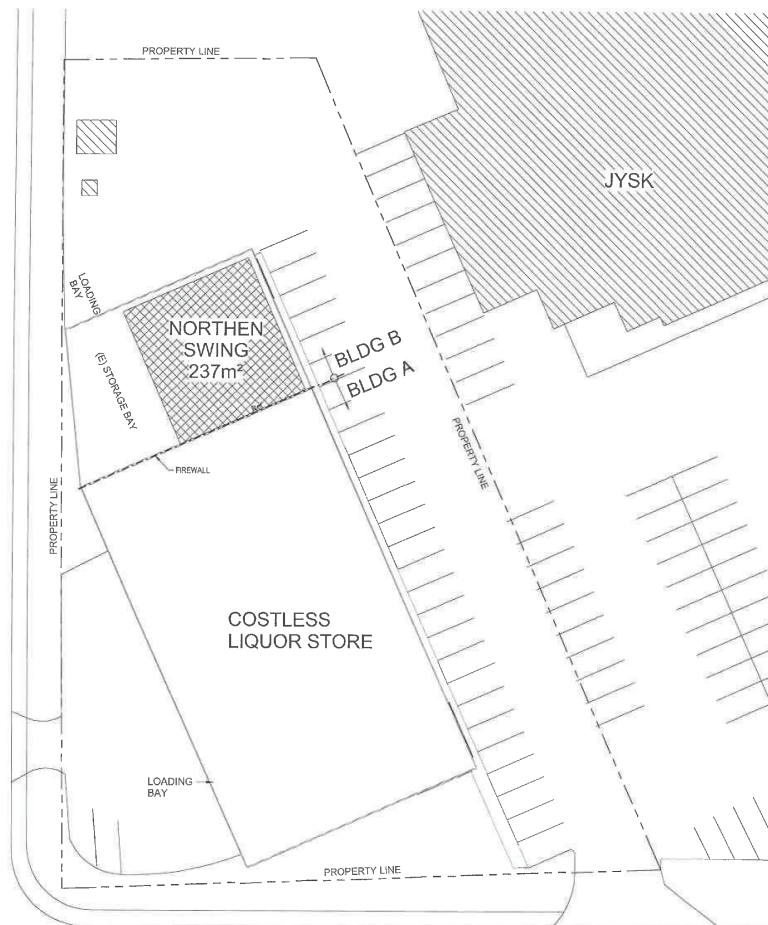 PROPERTY LINE
JYSK
LOADING
BAY
NORTHEN
SWING
237m²
BLDG B
BLDG A
(E) STORAGE BAY
FIREWALL
PROPERTY LINE
PROPERTY LINE
COSTLESS
LIQUOR STORE
LOADING
BAY
PROPERTY LINE